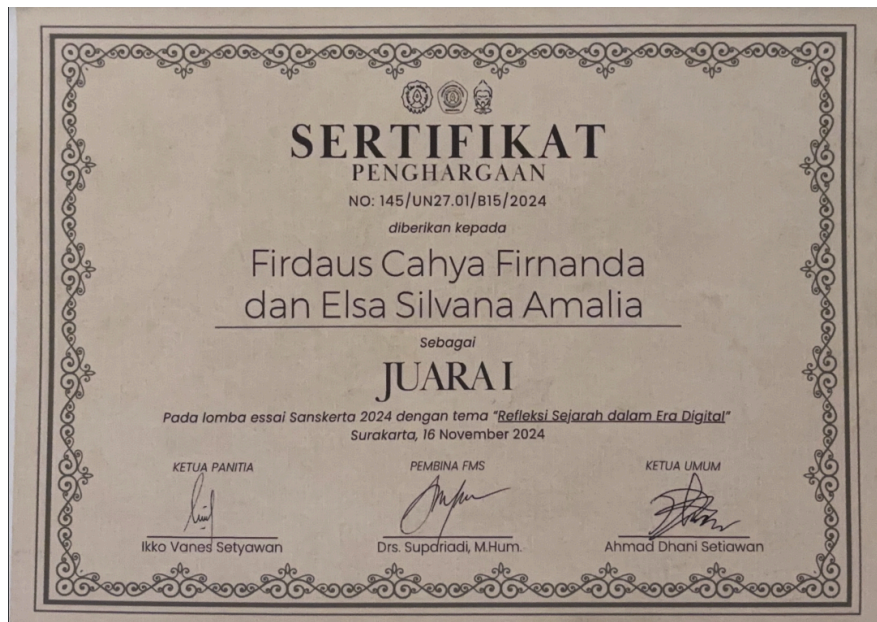 SERTIFIKAT
PENGHARGAAN
NO: 145/UN27.01/B15/2024
diberikan kepada
Firdaus Cahya Firnanda
dan Elsa Silvana Amalia
Sebagai
JUARA I
Pada lomba essai Sanskerta 2024 dengan tema "Refleksi Sejarah dalam Era Digital"
Surakarta, 16 November 2024
KETUA PANITIA PEMBINA FMS KETUA UMUM
Ikko Vanes Setyawan Drs. Supariadi, M.Hum. Ahmad Dhani Setiawan